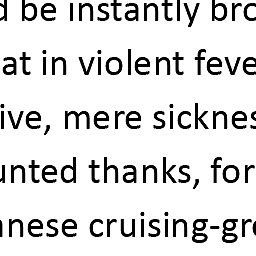 d be instantly bro
at in violent feve
ive, mere sicknes
unted thanks, for
nese cruising-gr